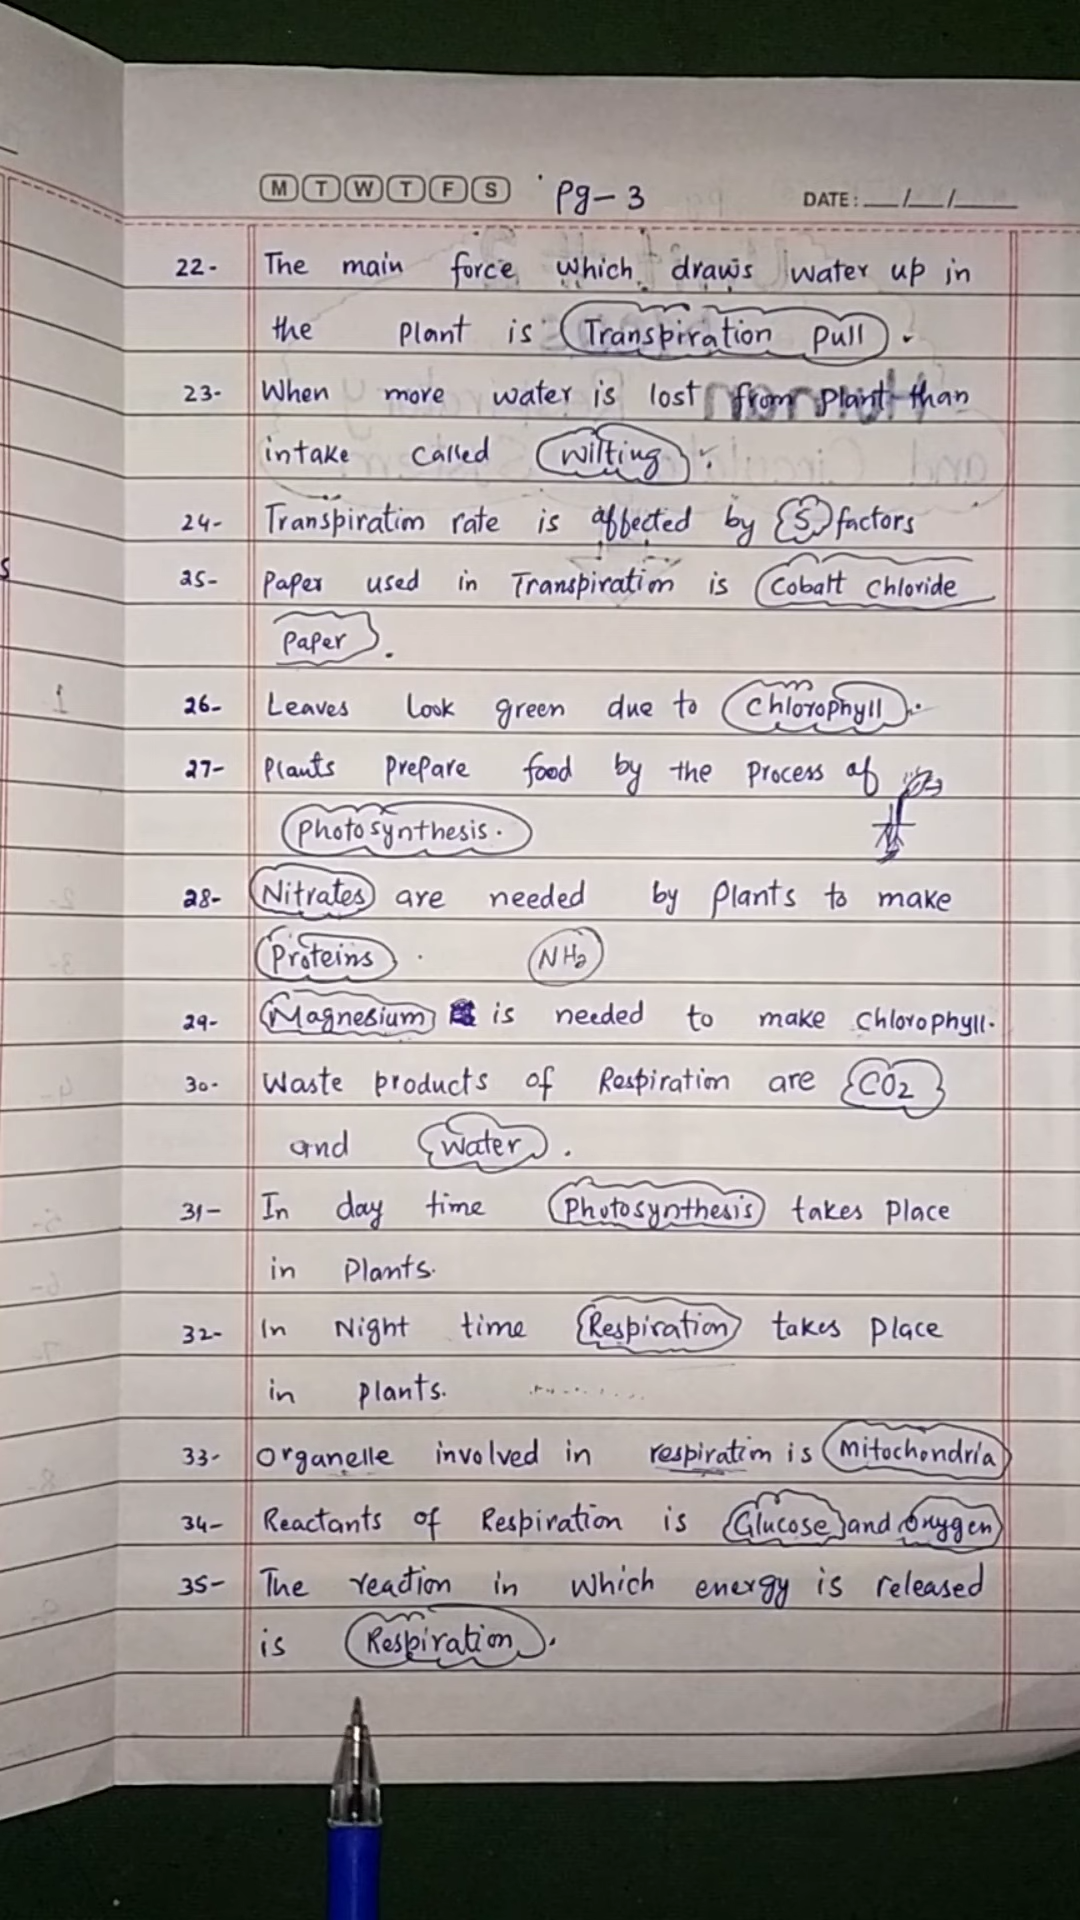 M T W T F S Pg-3 DATE: __/__/____
22- The main force which draws water up in
the Plant is Transpiration pull.
23- When more water is lost from plant than
intake called wilting.
24- Transpiration rate is affected by 5 factors
25- Paper used in Transpiration is Cobalt chloride
Paper.
26- Leaves look green due to chlorophyll.
27- Plants prepare food by the process of
Photosynthesis.
28- Nitrates are needed by Plants to make
Proteins. NH2
29- Magnesium is needed to make chlorophyll.
30- Waste products of Respiration are CO2
and water.
31- In day time Photosynthesis takes place
in Plants.
32- In Night time Respiration takes place
in plants.
33- Organelle involved in respiration is Mitochondria
34- Reactants of Respiration is Glucose and Oxygen
35- The reaction in which energy is released
is Respiration.